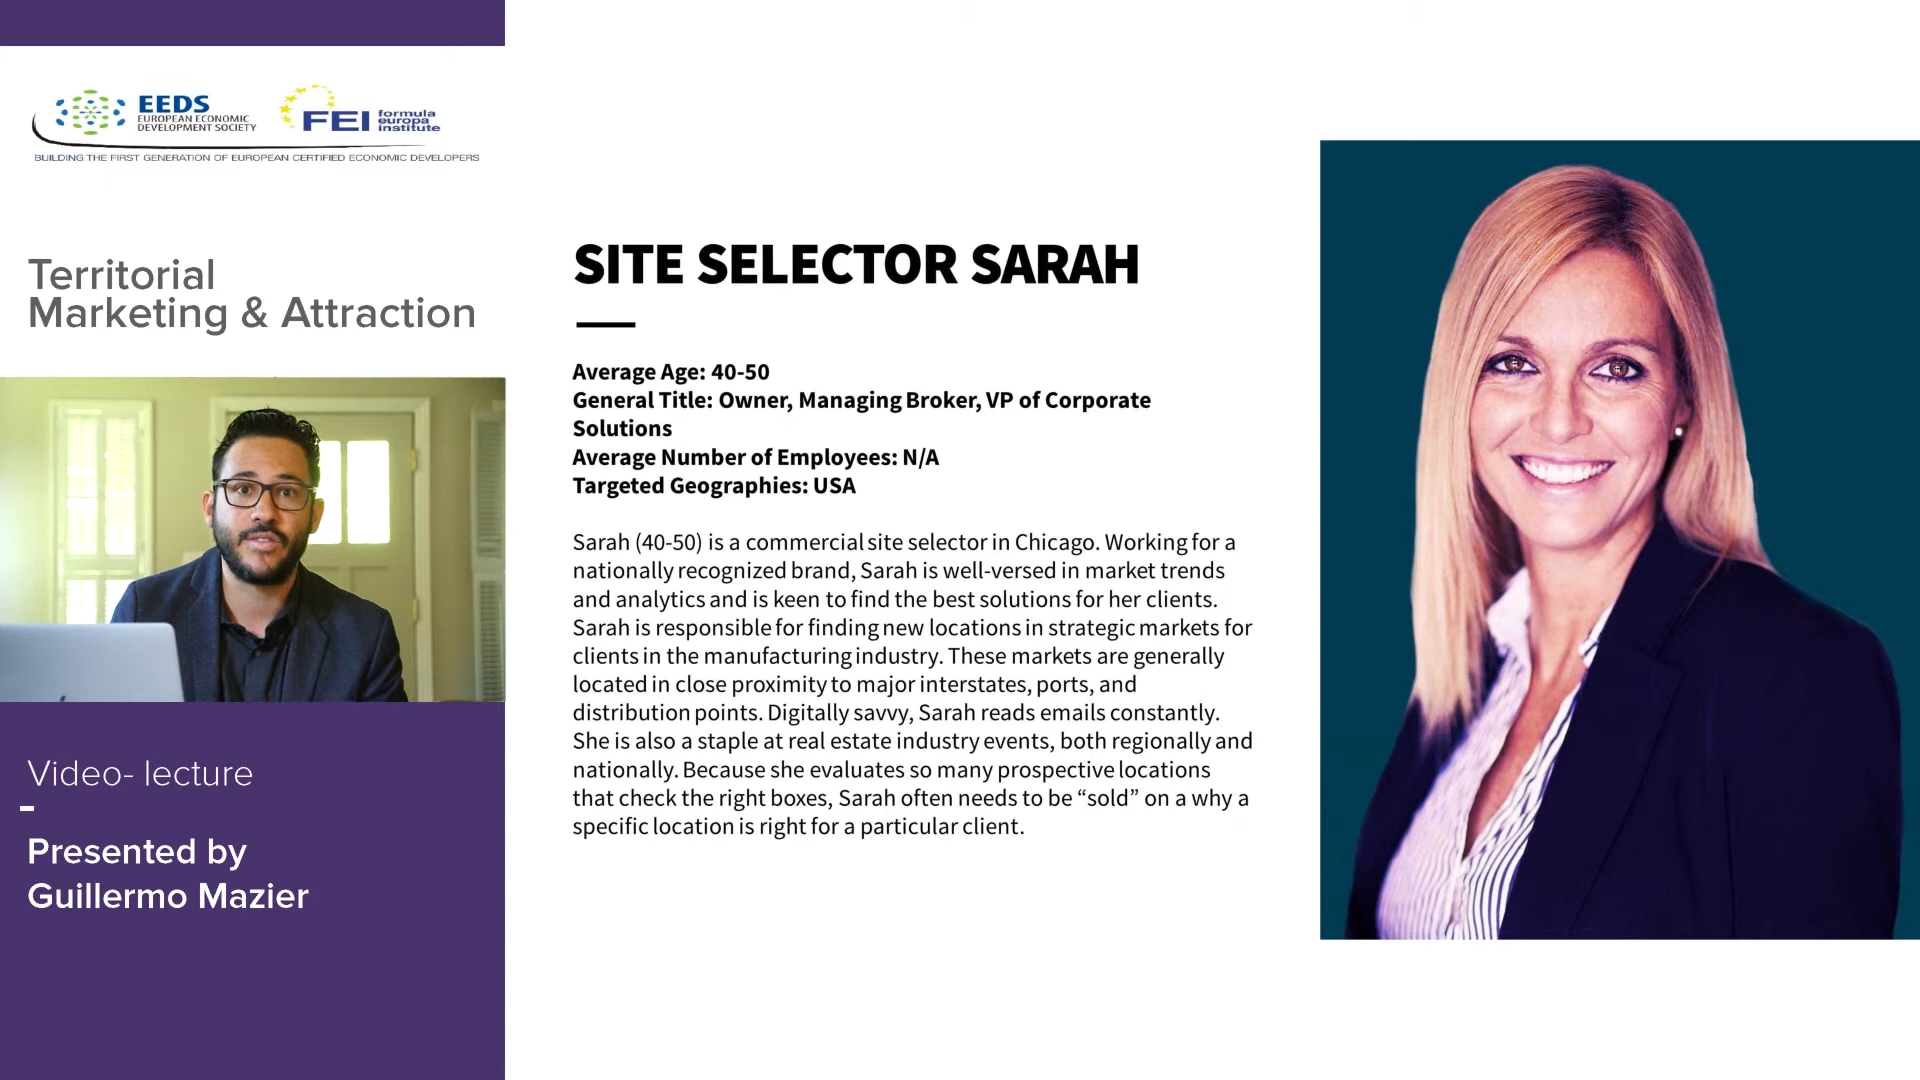 EEDS
EUROPEAN ECONOMIC
DEVELOPMENT SOCIETY
FEI formula
europa
institute
BUILDING THE FIRST GENERATION OF EUROPEAN CERTIFIED ECONOMIC DEVELOPERS
Territorial
Marketing & Attraction
Video- lecture
Presented by
Guillermo Mazier
SITE SELECTOR SARAH
Average Age: 40-50
General Title: Owner, Managing Broker, VP of Corporate
Solutions
Average Number of Employees: N/A
Targeted Geographies: USA
Sarah (40-50) is a commercial site selector in Chicago. Working for a
nationally recognized brand, Sarah is well-versed in market trends
and analytics and is keen to find the best solutions for her clients.
Sarah is responsible for finding new locations in strategic markets for
clients in the manufacturing industry. These markets are generally
located in close proximity to major interstates, ports, and
distribution points. Digitally savvy, Sarah reads emails constantly.
She is also a staple at real estate industry events, both regionally and
nationally. Because she evaluates so many prospective locations
that check the right boxes, Sarah often needs to be “sold” on a why a
specific location is right for a particular client.